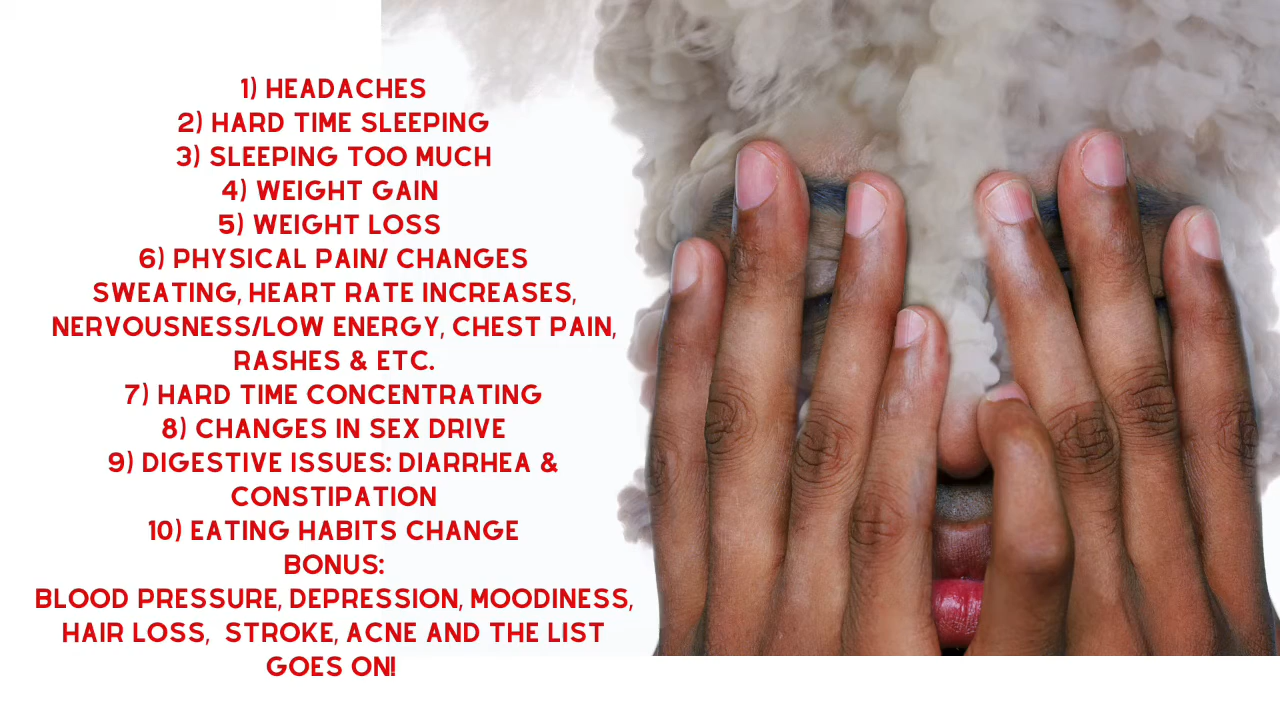 1) HEADACHES
2) HARD TIME SLEEPING
3) SLEEPING TOO MUCH
4) WEIGHT GAIN
5) WEIGHT LOSS
6) PHYSICAL PAIN/ CHANGES
SWEATING, HEART RATE INCREASES,
NERVOUSNESS/LOW ENERGY, CHEST PAIN,
RASHES & ETC.
7) HARD TIME CONCENTRATING
8) CHANGES IN SEX DRIVE
9) DIGESTIVE ISSUES: DIARRHEA &
CONSTIPATION
10) EATING HABITS CHANGE
BONUS:
BLOOD PRESSURE, DEPRESSION, MOODINESS,
HAIR LOSS,  STROKE, ACNE AND THE LIST
GOES ON!